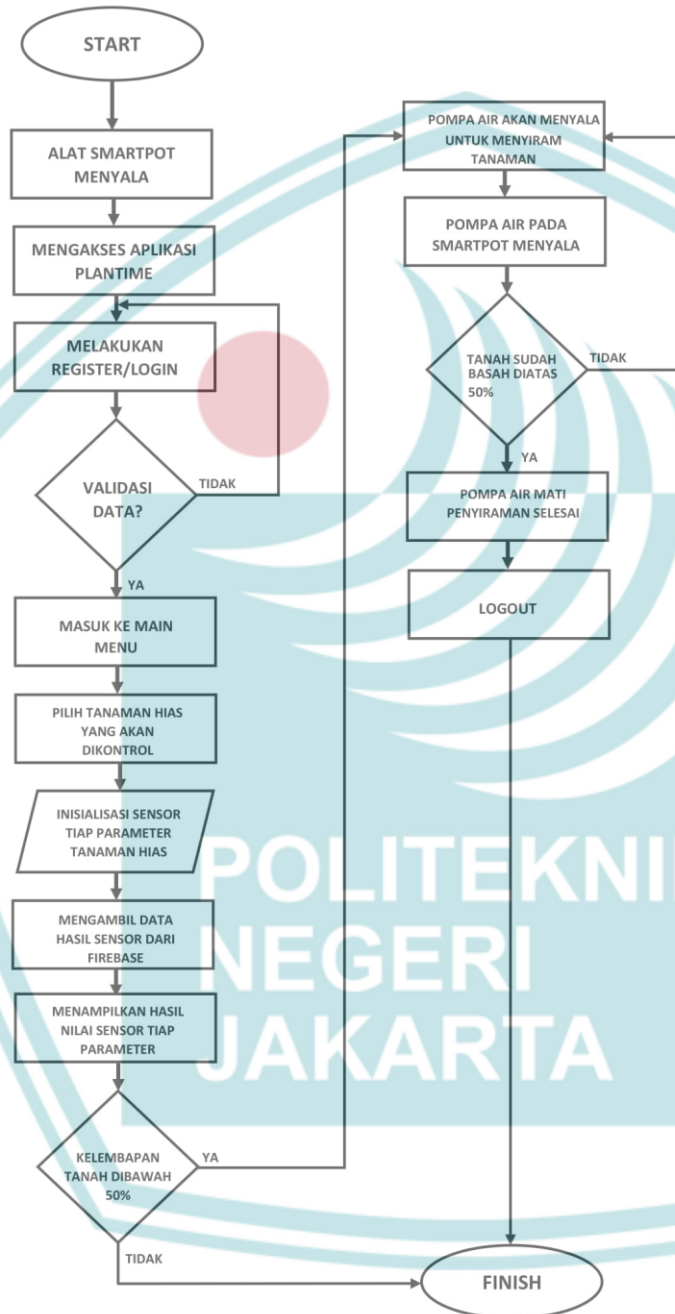 START
ALAT SMARTPOT
MENYALA
MENGAKSES APLIKASI
PLANTIME
MELAKUKAN
REGISTER/LOGIN
VALIDASI
DATA?
TIDAK
YA
MASUK KE MAIN
MENU
PILIH TANAMAN HIAS
YANG AKAN
DIKONTROL
INISIALISASI SENSOR
TIAP PARAMETER
TANAMAN HIAS
MENGAMBIL DATA
HASIL SENSOR DARI
FIREBASE
MENAMPILKAN HASIL
NILAI SENSOR TIAP
PARAMETER
KELEMBAPAN
TANAH DIBAWAH
50%
YA
TIDAK
POMPA AIR AKAN MENYALA
UNTUK MENYIRAM
TANAMAN
POMPA AIR PADA
SMARTPOT MENYALA
TANAH SUDAH
BASAH DIATAS
50%
TIDAK
YA
POMPA AIR MATI
PENYIRAMAN SELESAI
LOGOUT
FINISH
POLITEKNI
NEGERI
JAKARTA